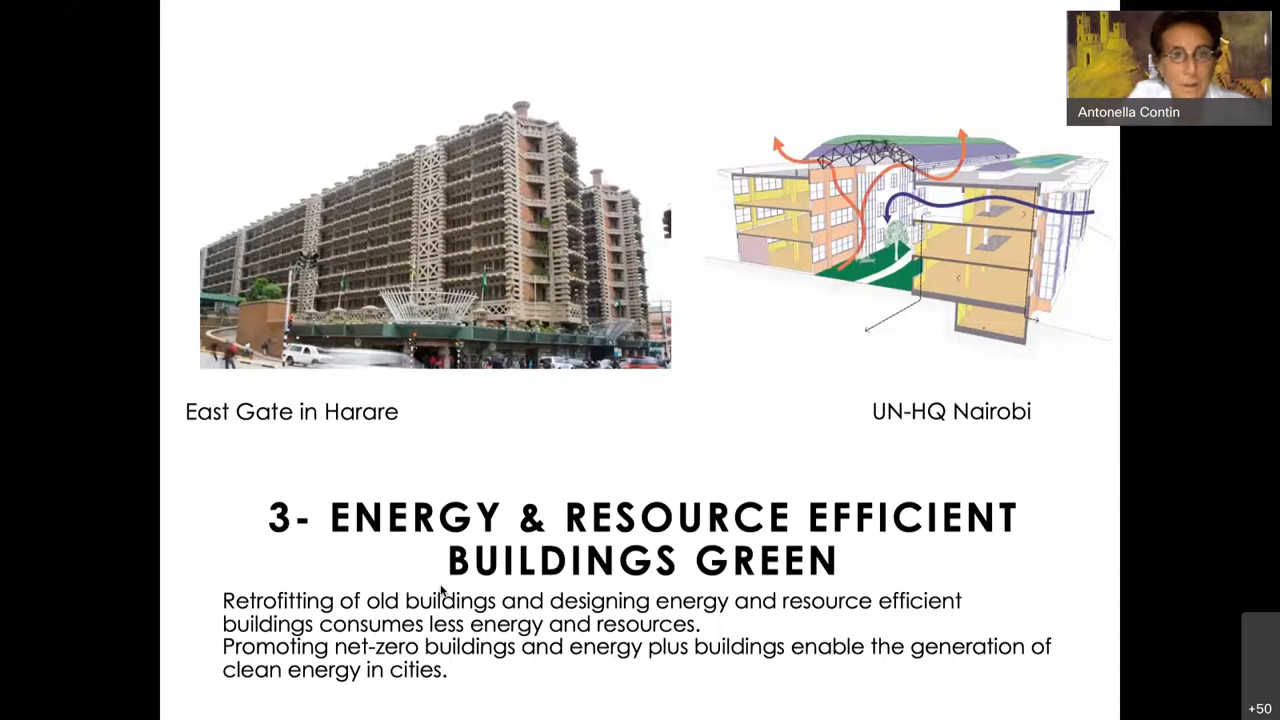 Antonella Contin
East Gate in Harare
UN-HQ Nairobi
3- ENERGY & RESOURCE EFFICIENT
BUILDINGS GREEN
Retrofitting of old buildings and designing energy and resource efficient
buildings consumes less energy and resources.
Promoting net-zero buildings and energy plus buildings enable the generation of
clean energy in cities.
+50